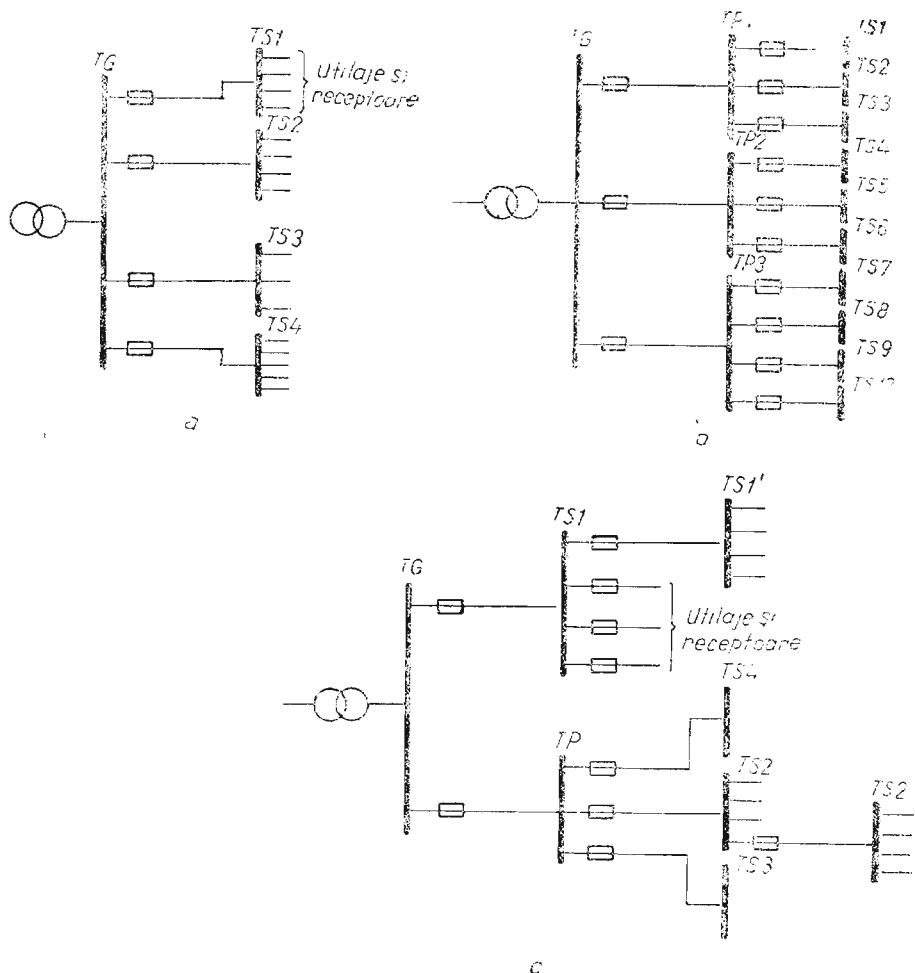 TG
TS1
Utilaje și
receptoare
TS2
TS3
TS4
a
TG
TP1
TP2
TP3
TS1
TS2
TS3
TS4
TS5
TS6
TS7
TS8
TS9
b
TG
TS1
TS1'
Utilaje și
receptoare
TP
TS4
TS2
TS3
TS2
c